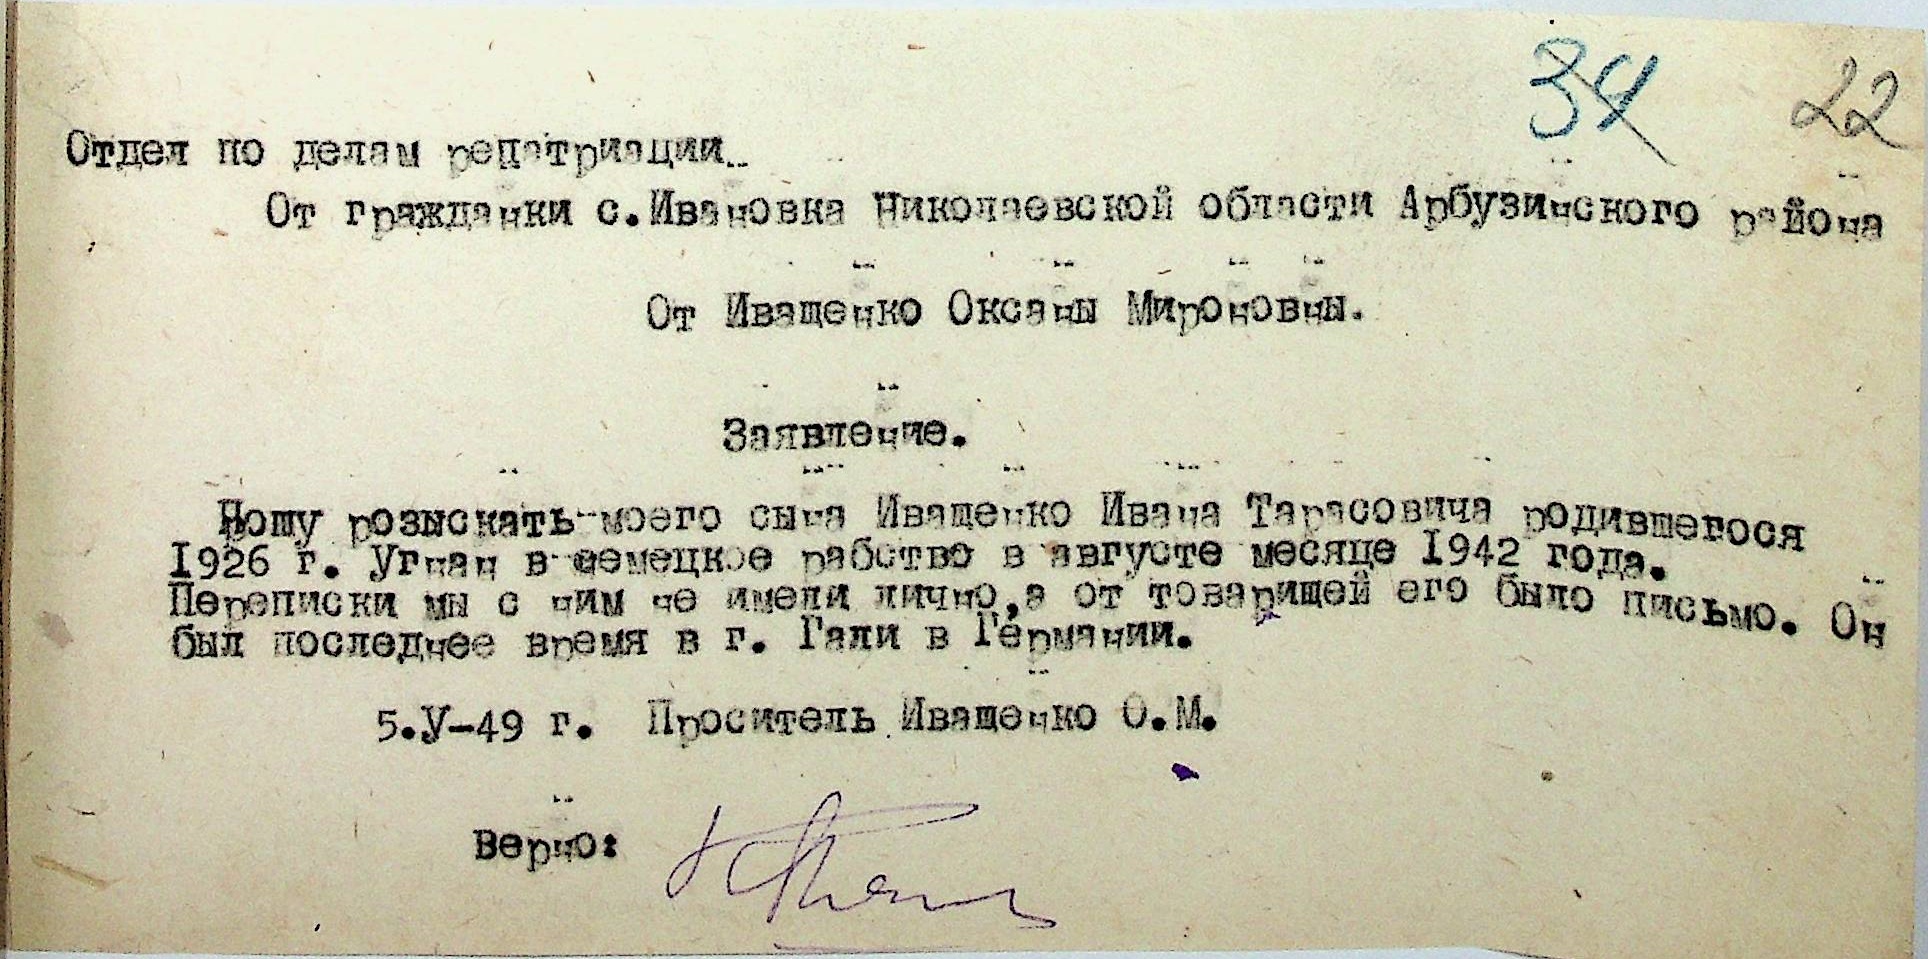 34 22
Отдел по делам репатриации..
От гражданки с.Ивановка Николаевской области Арбузинского района
От Иващенко Оксаны Мироновны.
Заявление.
Пошу розыскать моего сына Иващенко Ивана Тарасовича родившегося
1926 г. Угнан в немецкое рабство в августе месяце 1942 года.
Переписки мы с ним не имели лично,а от товарищей его было письмо. Он
был последнее время в г. Гали в Германии.
5.У-49 г. Проситель Иващенко О.М.
Верно: